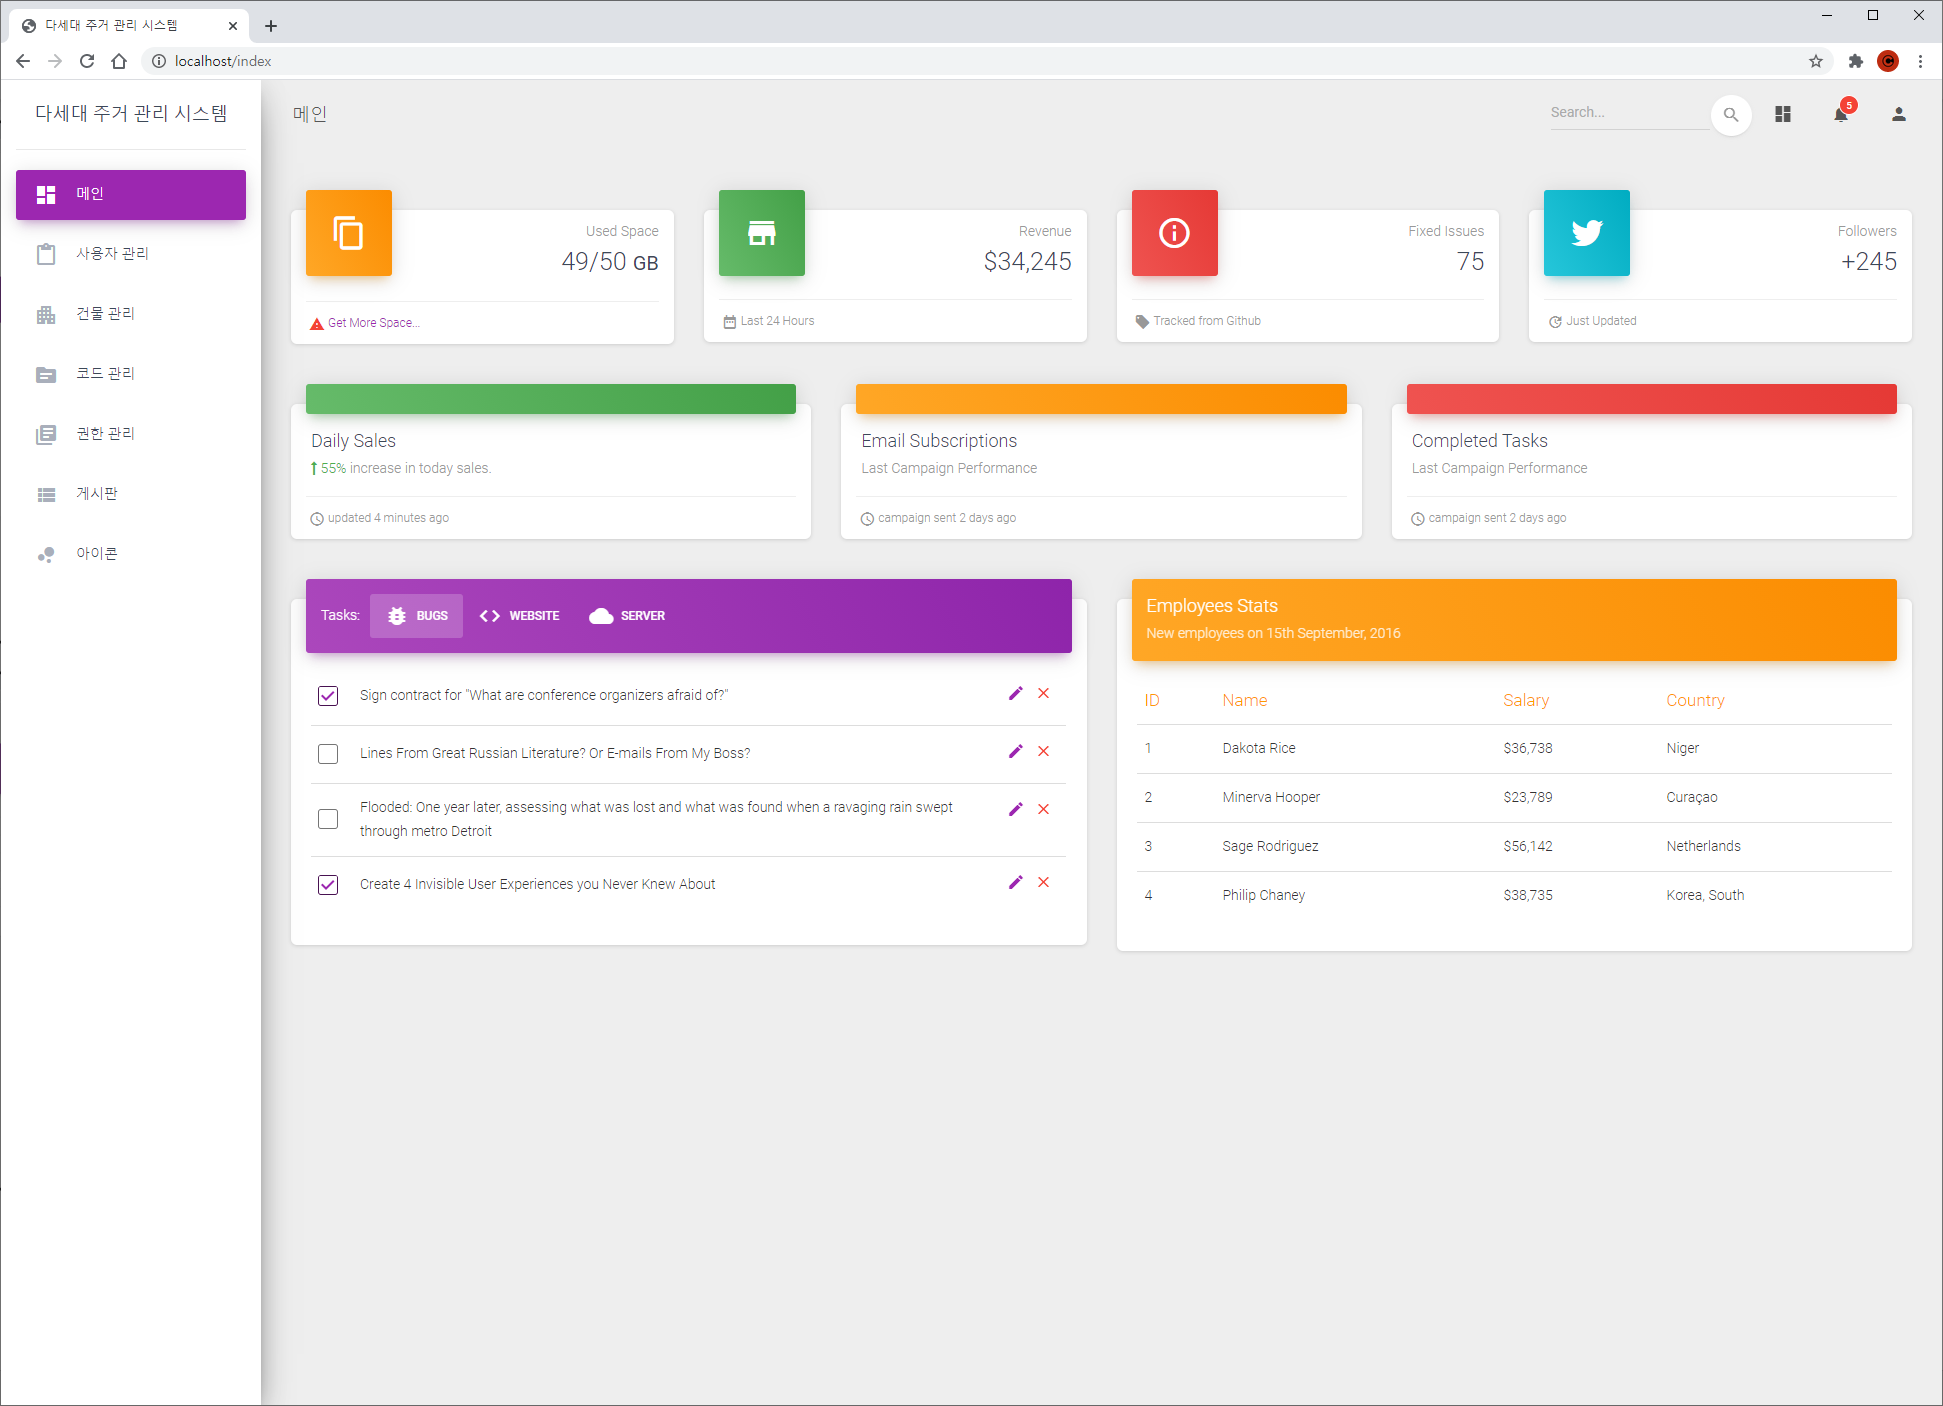 다세대 주거 관리 시스템
localhost/index
다세대 주거 관리 시스템
메인
사용자 관리
건물 관리
코드 관리
권한 관리
게시판
아이콘
메인
Search...
5
Used Space
49/50 GB
Get More Space...
Revenue
$34,245
Last 24 Hours
Fixed Issues
75
Tracked from Github
Followers
+245
Just Updated
Daily Sales
55% increase in today sales.
updated 4 minutes ago
Email Subscriptions
Last Campaign Performance
campaign sent 2 days ago
Completed Tasks
Last Campaign Performance
campaign sent 2 days ago
Tasks: BUGS WEBSITE SERVER
Sign contract for "What are conference organizers afraid of?"
Lines From Great Russian Literature? Or E-mails From My Boss?
Flooded: One year later, assessing what was lost and what was found when a ravaging rain swept
through metro Detroit
Create 4 Invisible User Experiences you Never Knew About
Employees Stats
New employees on 15th September, 2016
ID Name Salary Country
1 Dakota Rice $36,738 Niger
2 Minerva Hooper $23,789 Curaçao
3 Sage Rodriguez $56,142 Netherlands
4 Philip Chaney $38,735 Korea, South